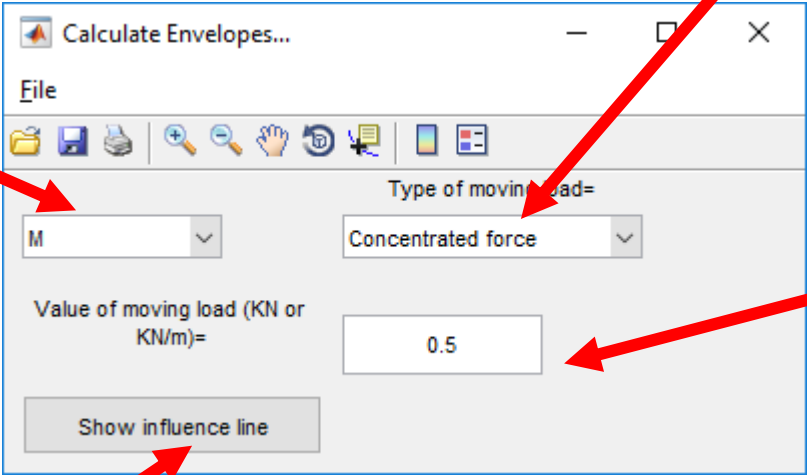 Calculate Envelopes...
File
Type of moving load=
M
Concentrated force
Value of moving load (KN or
KN/m)=
0.5
Show influence line